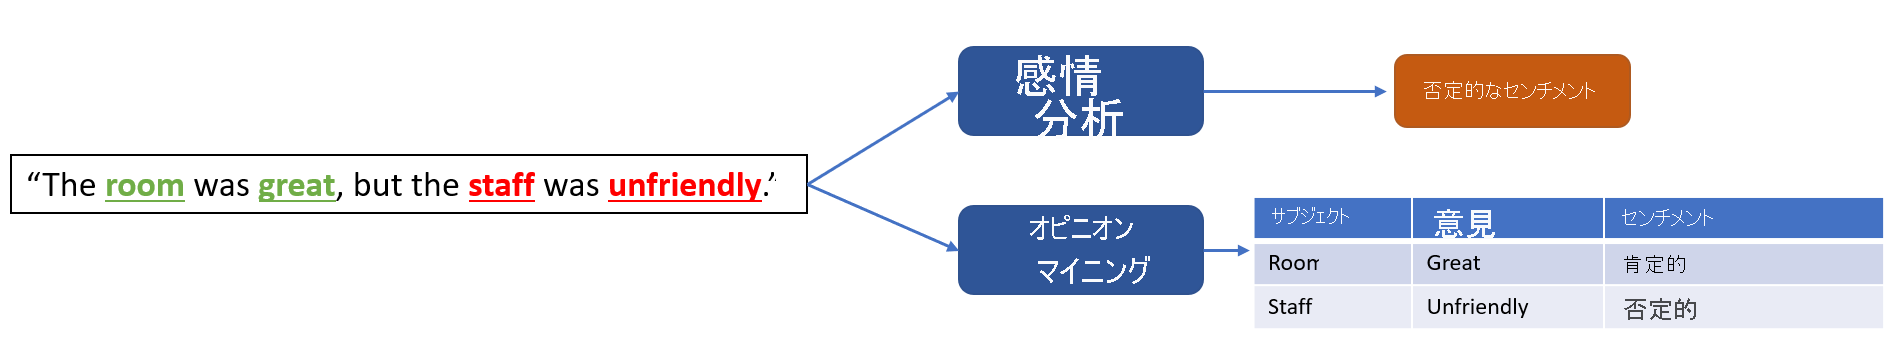 “The room was great, but the staff was unfriendly.”
感情
分析
否定的なセンチメント
オピニオン
マイニング
サブジェクト 意見 センチメント
Room Great 肯定的
Staff Unfriendly 否定的